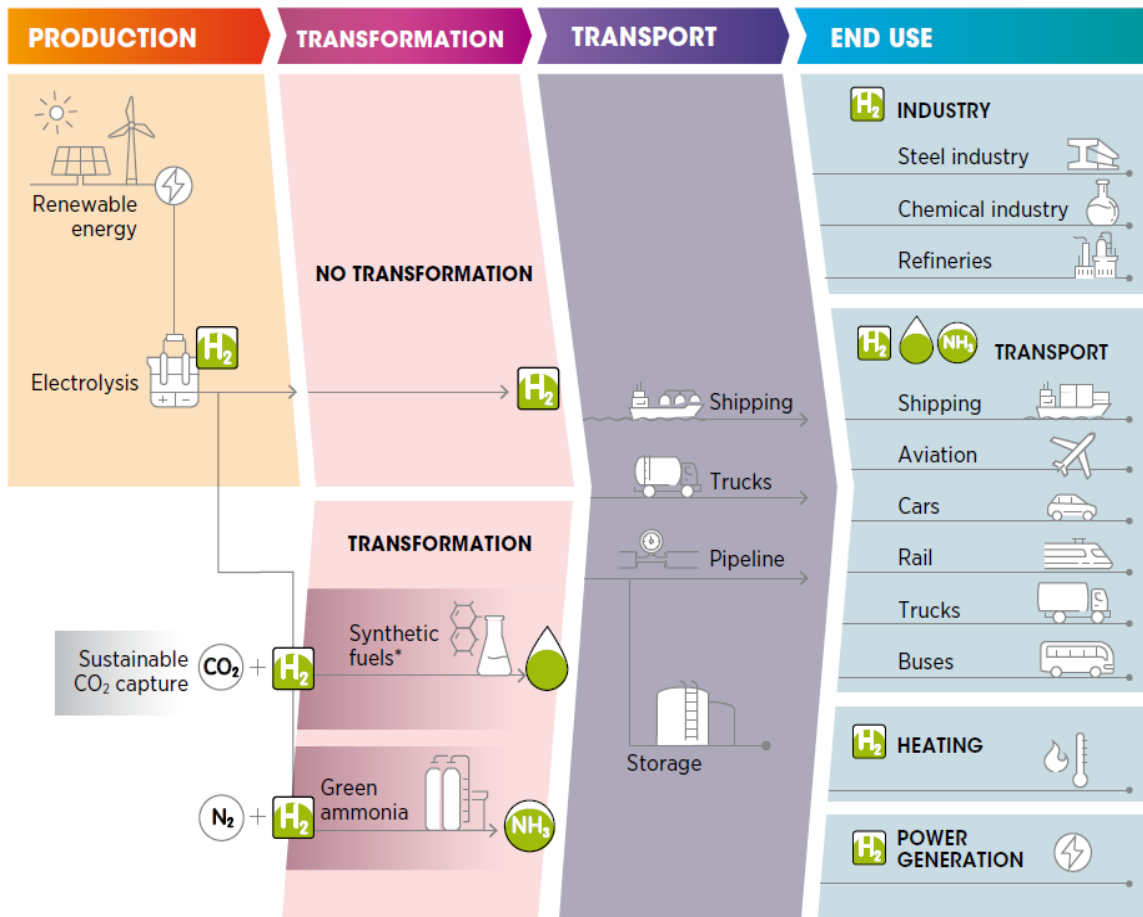 PRODUCTION
TRANSFORMATION
TRANSPORT
END USE
Renewable
energy
Electrolysis
H₂
+ −
NO TRANSFORMATION
H₂
TRANSFORMATION
Sustainable
CO₂ capture
CO₂ + H₂
Synthetic
fuels*
N₂ + H₂
Green
ammonia
NH₃
Shipping
Trucks
Pipeline
Storage
H₂ INDUSTRY
Steel industry
Chemical industry
Refineries
H₂ NH₃ TRANSPORT
Shipping
Aviation
Cars
Rail
Trucks
Buses
H₂ HEATING
H₂ POWER
GENERATION